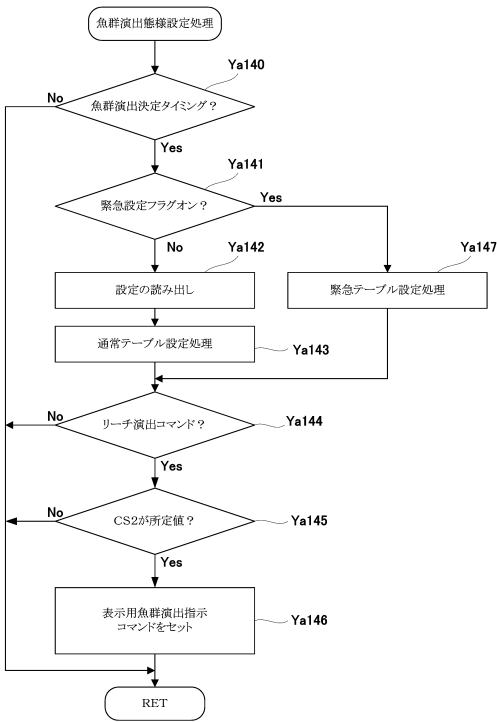 魚群演出態様設定処理
Ya140
No
魚群演出決定タイミング？
Yes
Ya141
緊急設定フラグオン？
Yes
No
Ya142
Ya147
設定の読み出し
緊急テーブル設定処理
通常テーブル設定処理
Ya143
No
リーチ演出コマンド？
Ya144
Yes
No
CS2が所定値？
Ya145
Yes
表示用魚群演出指示
コマンドをセット
Ya146
RET